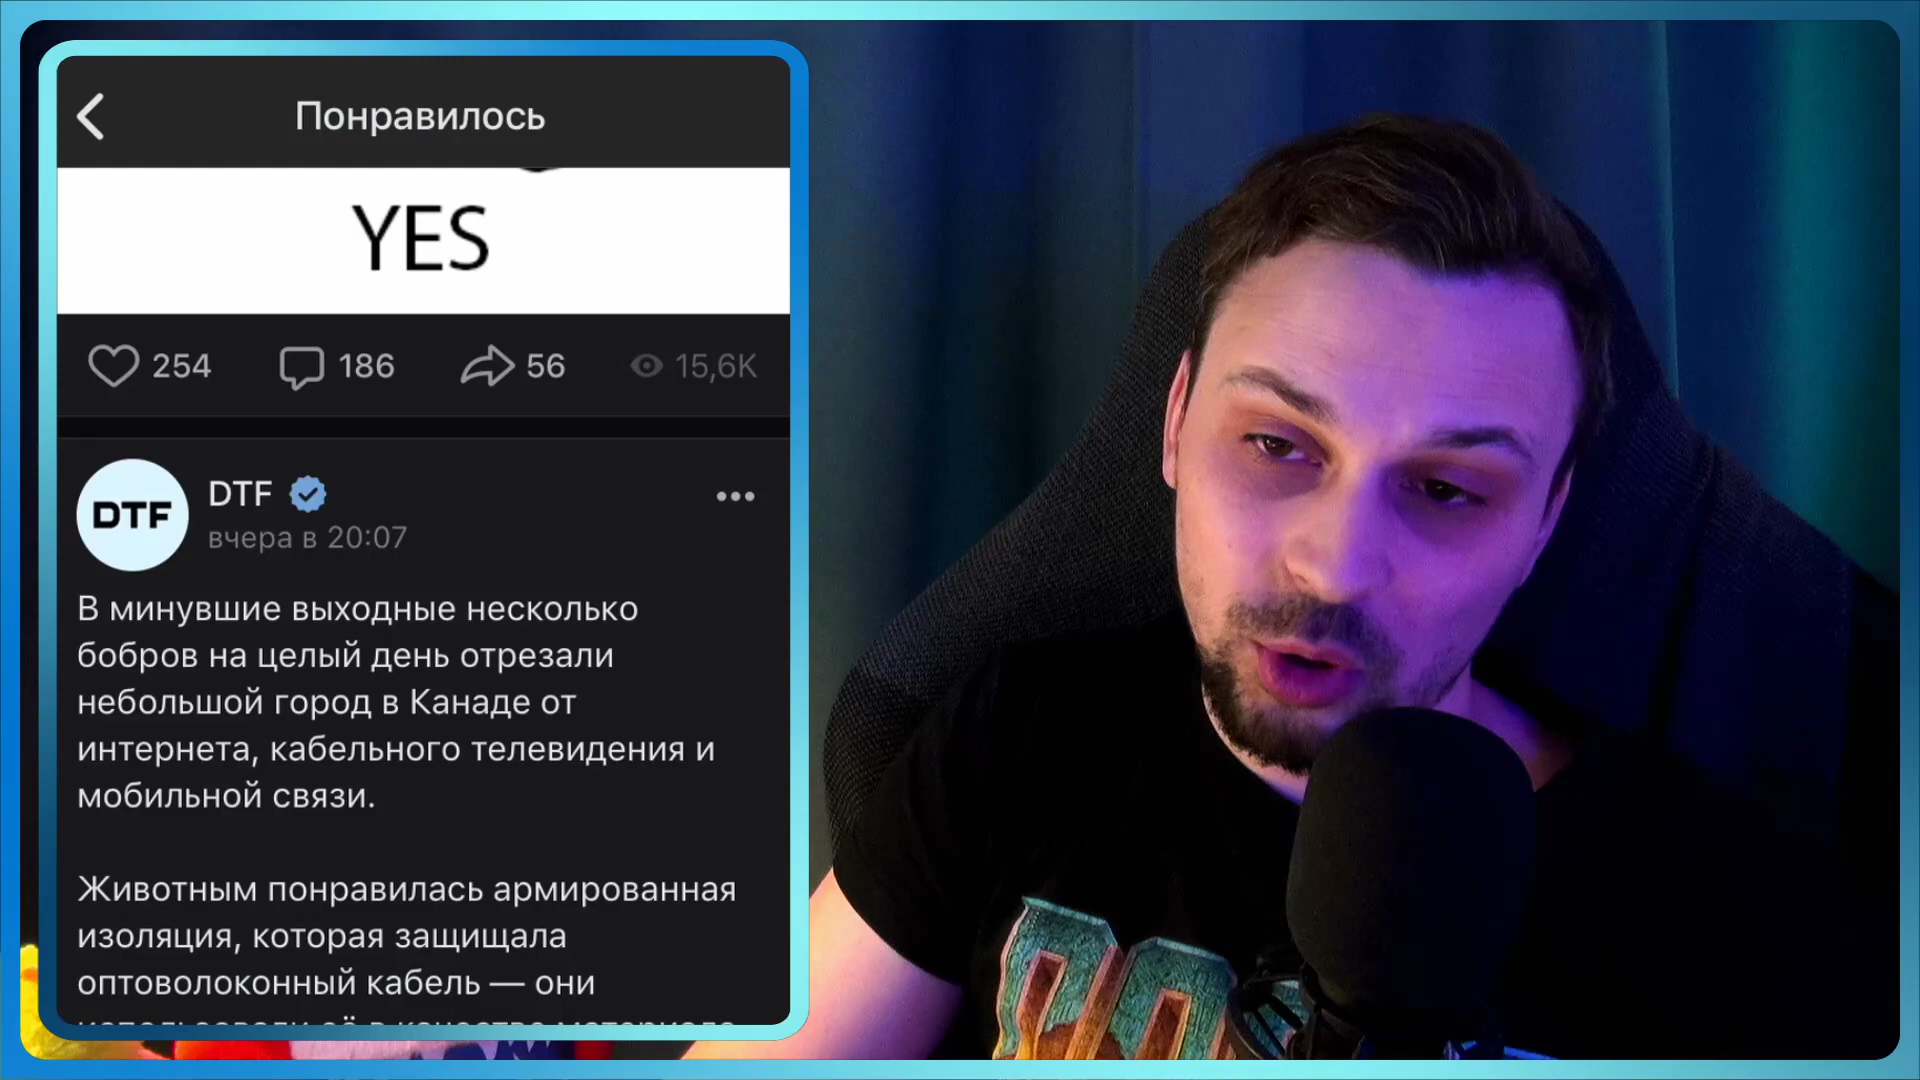 Понравилось
YES
254 186 56 15,6K
DTF
DTF
вчера в 20:07
В минувшие выходные несколько
бобров на целый день отрезали
небольшой город в Канаде от
интернета, кабельного телевидения и
мобильной связи.
Животным понравилась армированная
изоляция, которая защищала
оптоволоконный кабель — они